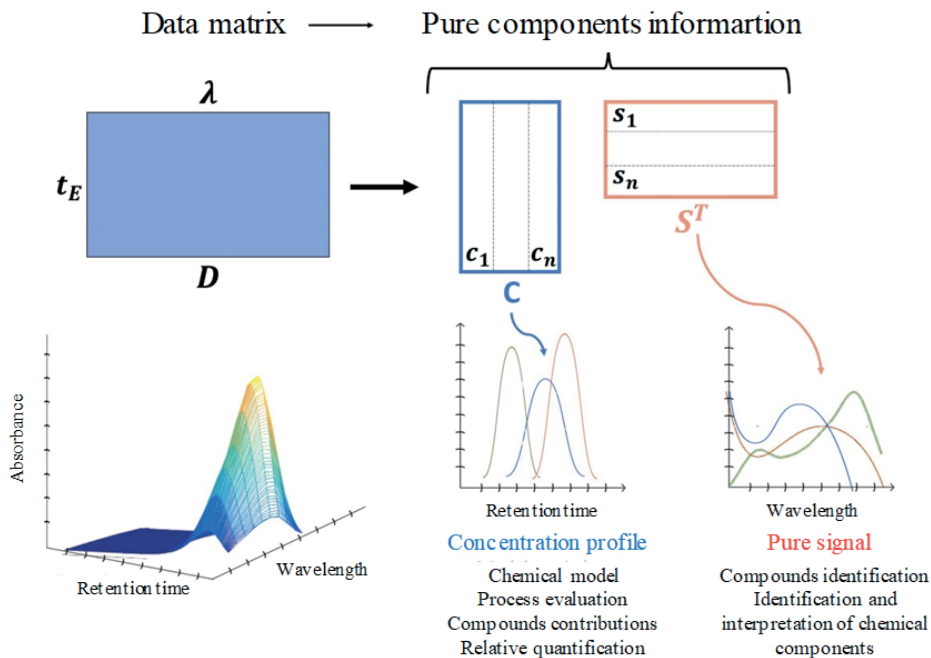 Data matrix
Pure components informartion
λ
t_E
D
s_1
s_n
S^T
c_1 c_n
C
Absorbance
Retention time
Wavelength
Retention time
Concentration profile
Chemical model
Process evaluation
Compounds contributions
Relative quantification
Wavelength
Pure signal
Compounds identification
Identification and
interpretation of chemical
components